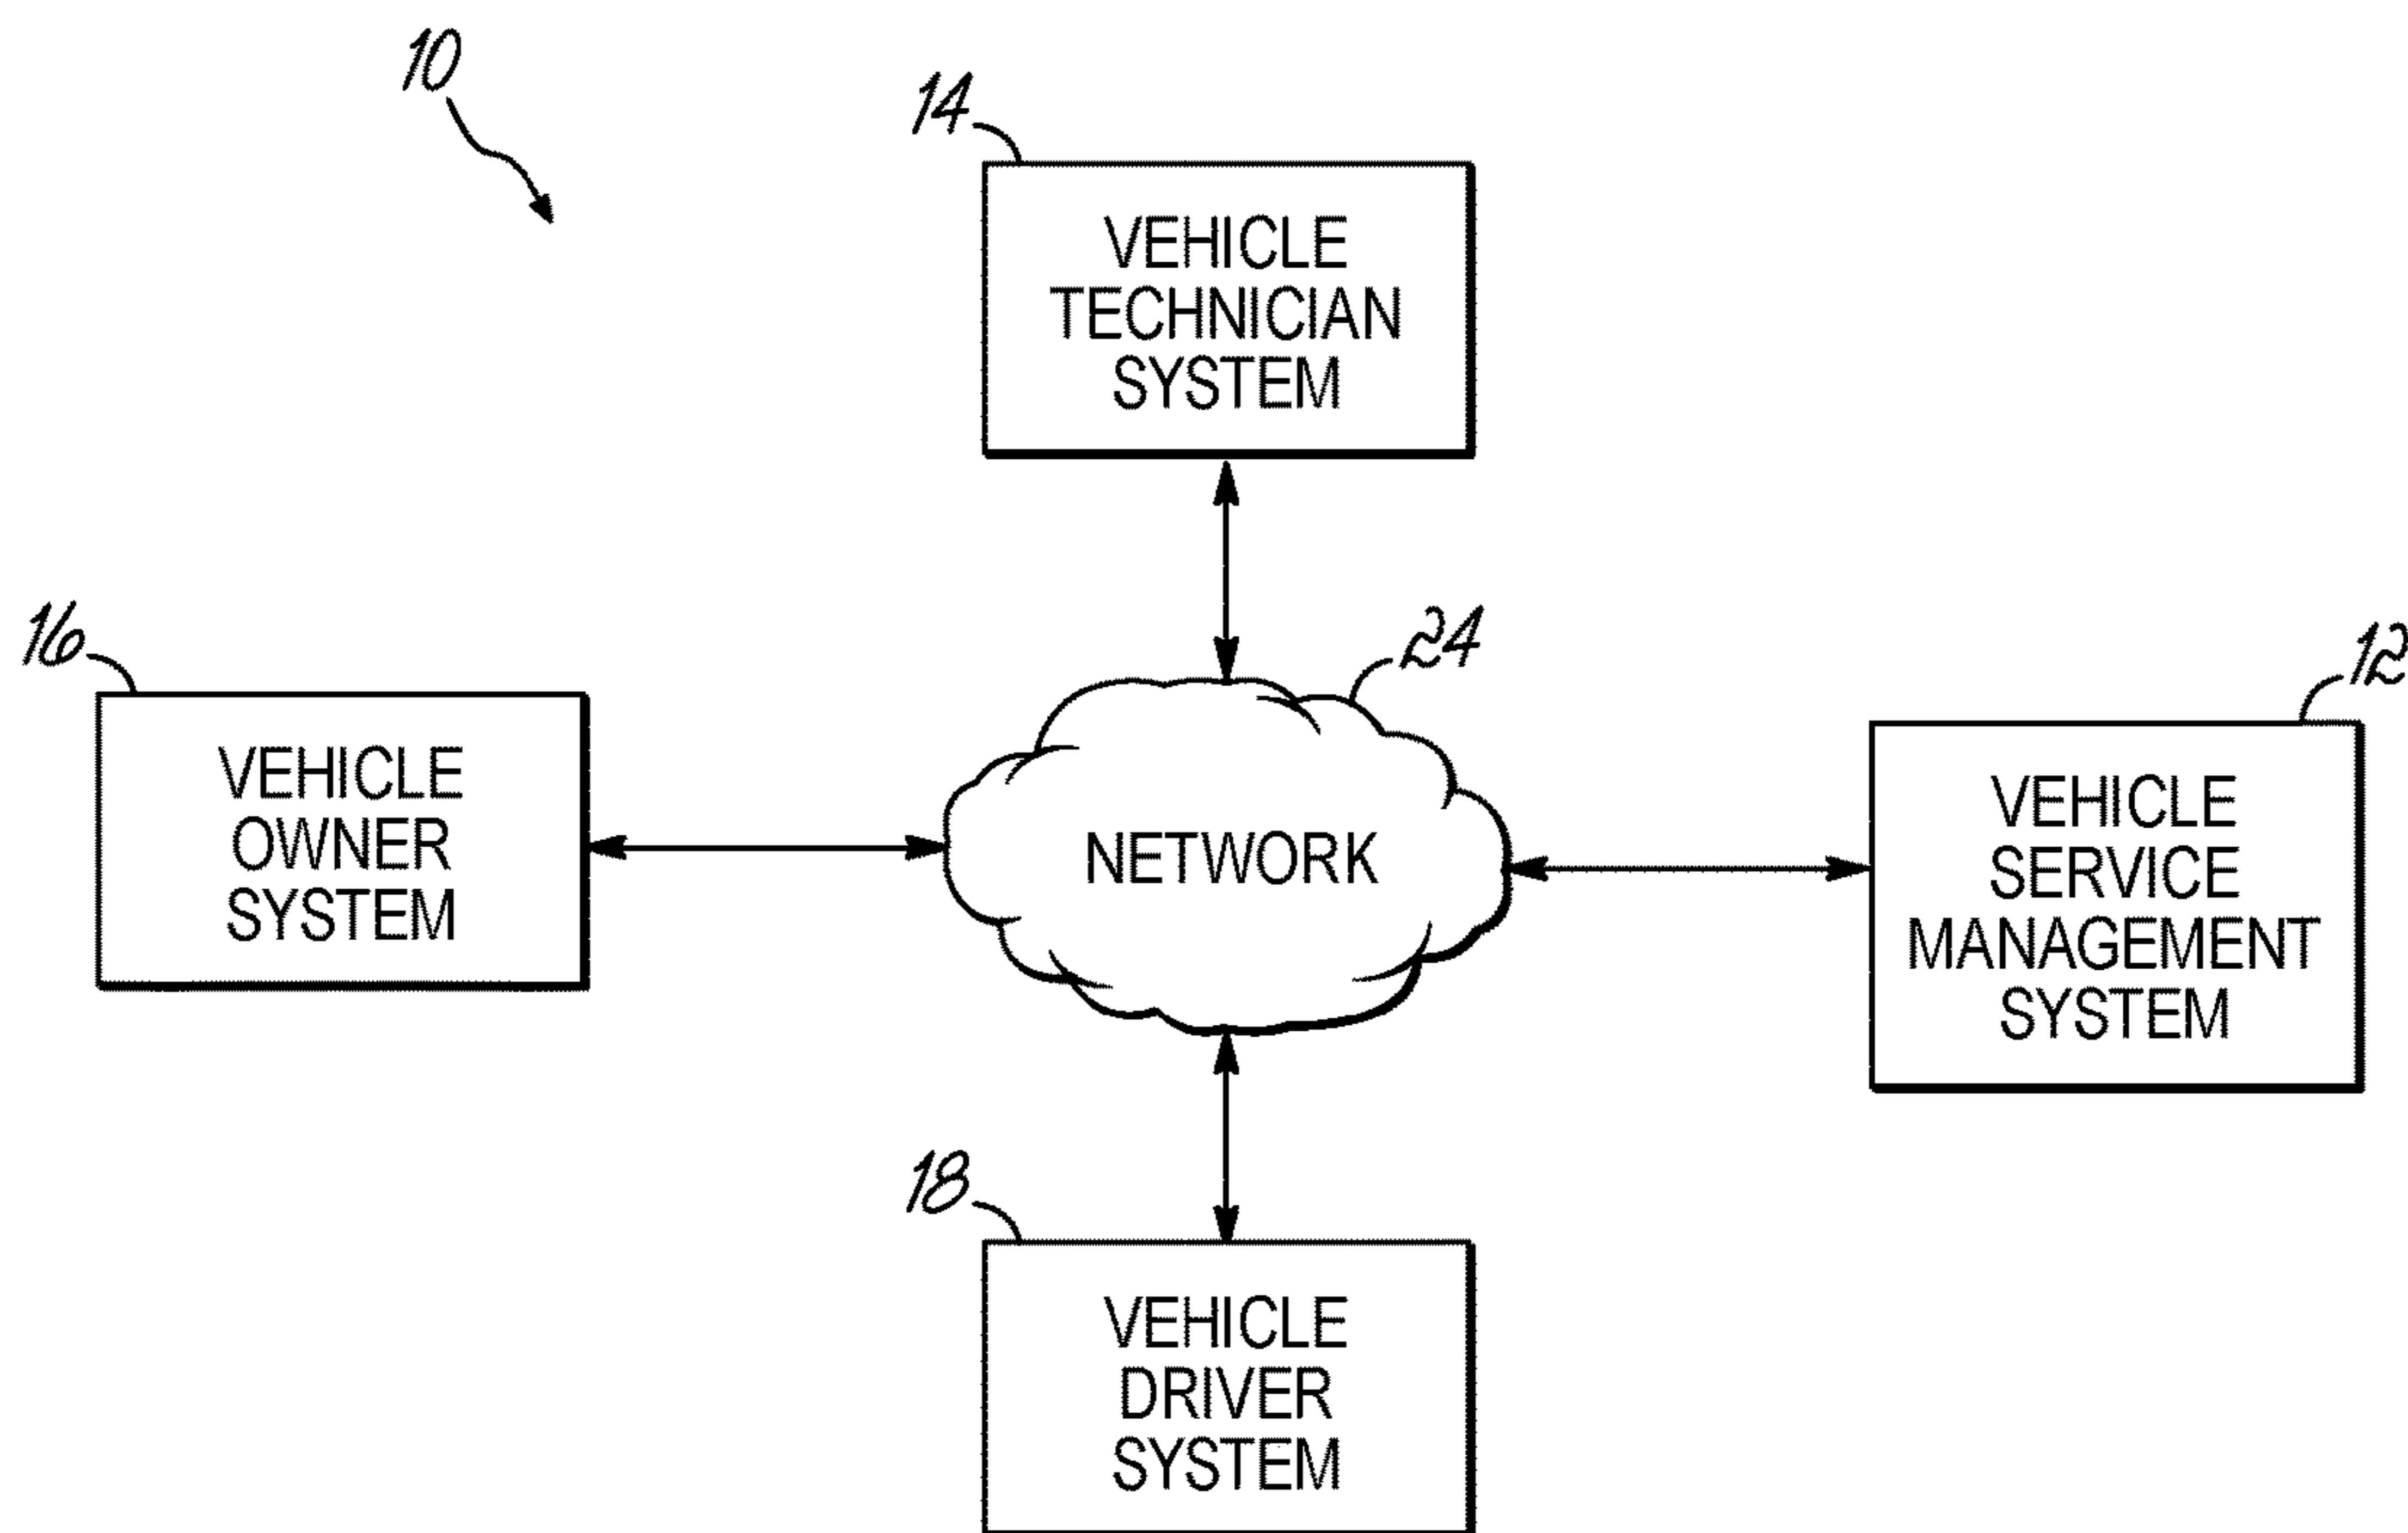 10
14
VEHICLE
TECHNICIAN
SYSTEM
16
24
12
VEHICLE
OWNER
SYSTEM
NETWORK
VEHICLE
SERVICE
MANAGEMENT
SYSTEM
18
VEHICLE
DRIVER
SYSTEM